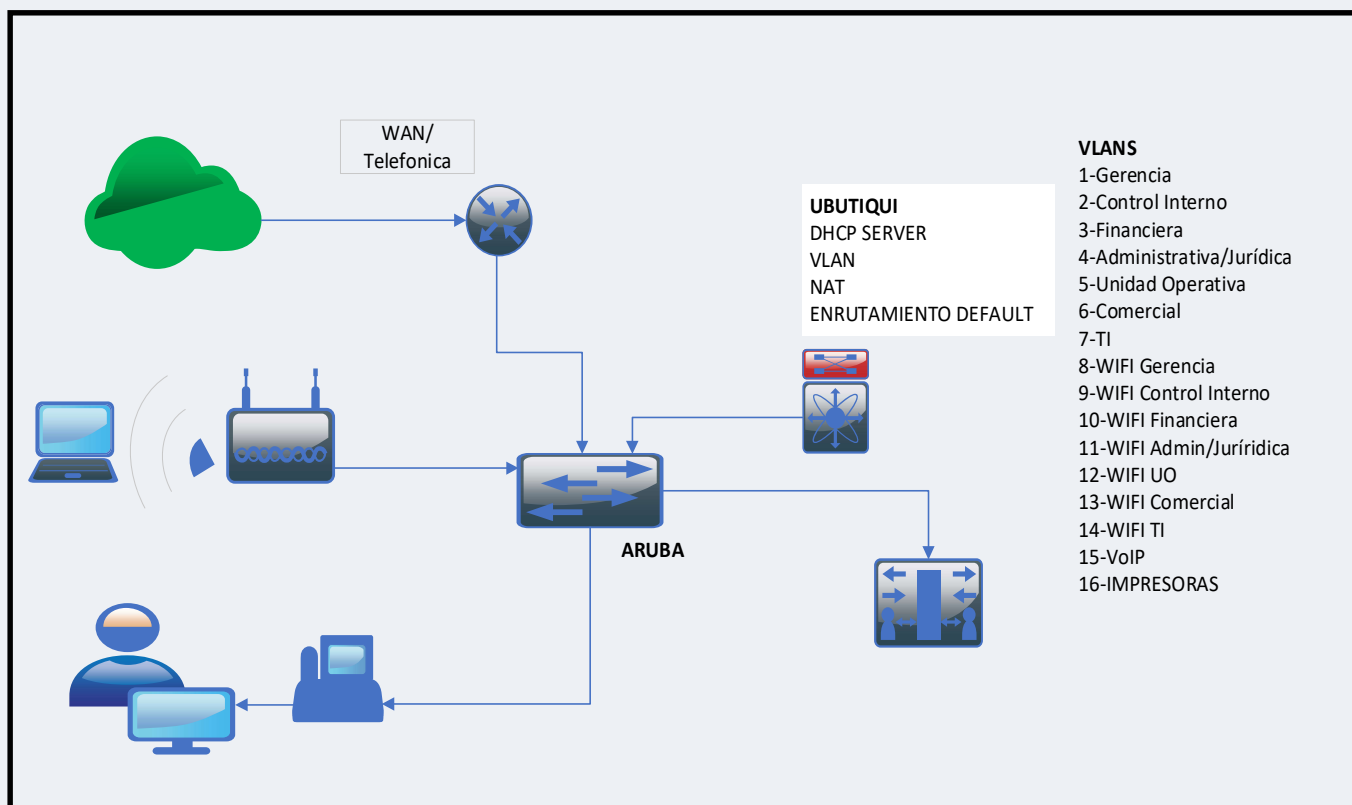 WAN/
Telefonica
UBUTIQUI
DHCP SERVER
VLAN
NAT
ENRUTAMIENTO DEFAULT
ARUBA
VLANS
1-Gerencia
2-Control Interno
3-Financiera
4-Administrativa/Jurídica
5-Unidad Operativa
6-Comercial
7-TI
8-WIFI Gerencia
9-WIFI Control Interno
10-WIFI Financiera
11-WIFI Admin/Juríridica
12-WIFI UO
13-WIFI Comercial
14-WIFI TI
15-VoIP
16-IMPRESORAS